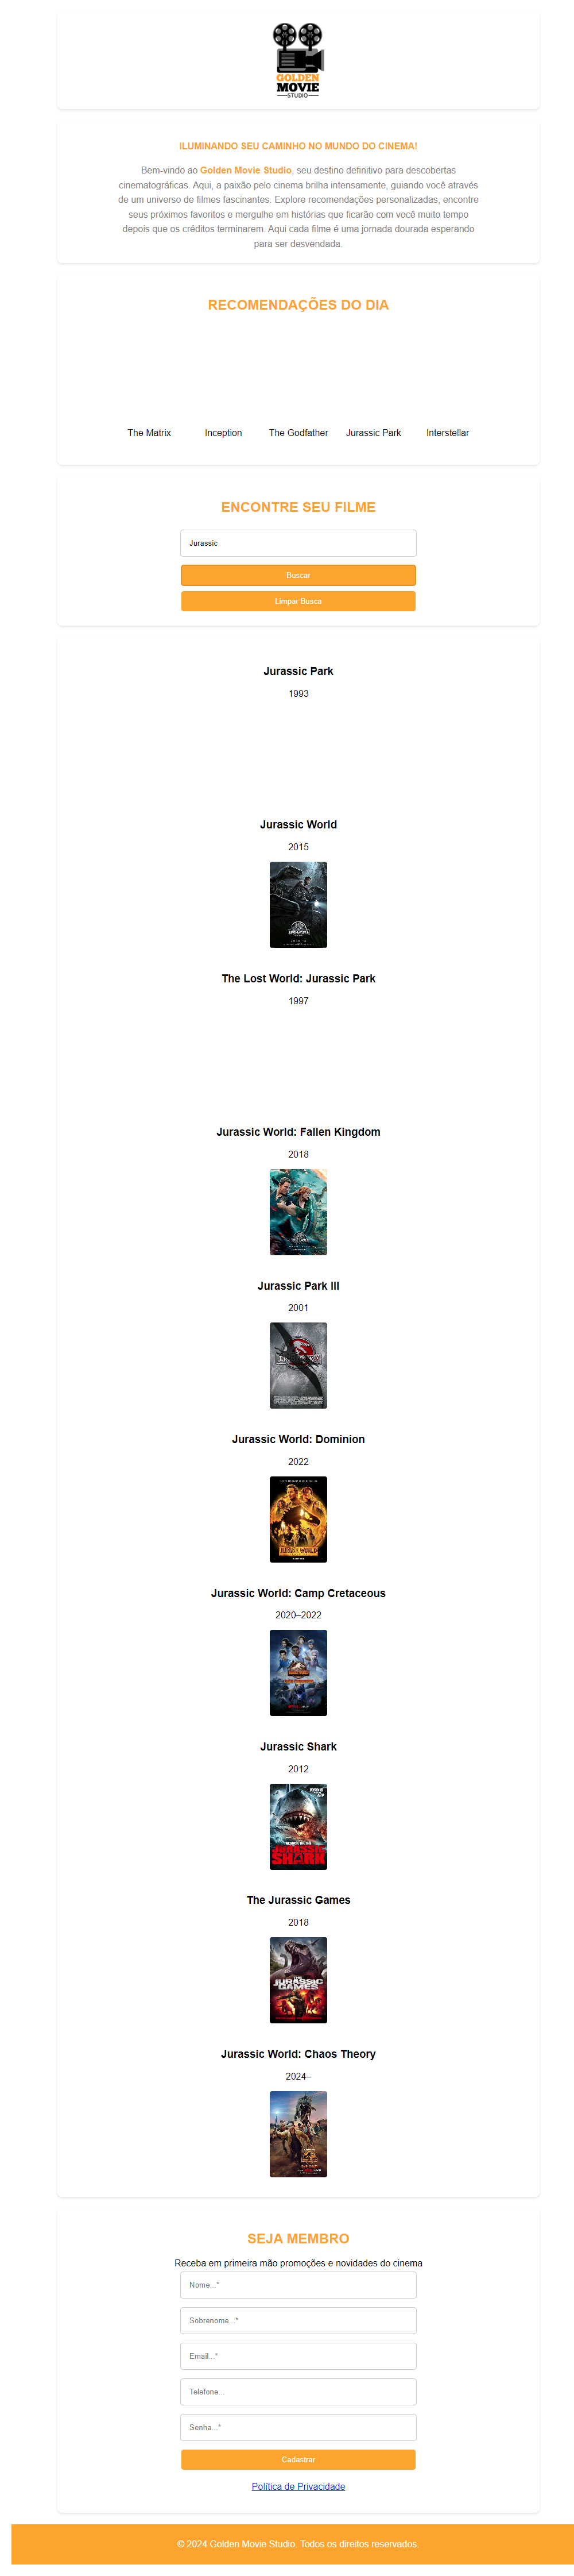 GOLDEN
MOVIE
STUDIO
ILUMINANDO SEU CAMINHO NO MUNDO DO CINEMA!
Bem-vindo ao Golden Movie Studio, seu destino definitivo para descobertas
cinematográficas. Aqui, a paixão pelo cinema brilha intensamente, guiando você através
de um universo de filmes fascinantes. Explore recomendações personalizadas, encontre
seus próximos favoritos e mergulhe em histórias que ficarão com você muito tempo
depois que os créditos terminarem. Aqui cada filme é uma jornada dourada esperando
para ser desvendada.
RECOMENDAÇÕES DO DIA
The Matrix Inception The Godfather Jurassic Park Interstellar
ENCONTRE SEU FILME
Jurassic
Buscar
Limpar Busca
Jurassic Park
1993
Jurassic World
2015
The Lost World: Jurassic Park
1997
Jurassic World: Fallen Kingdom
2018
Jurassic Park III
2001
Jurassic World: Dominion
2022
Jurassic World: Camp Cretaceous
2020–2022
Jurassic Shark
2012
JURASSIC
SHARK
The Jurassic Games
2018
JURASSIC
GAMES
Jurassic World: Chaos Theory
2024–
SEJA MEMBRO
Receba em primeira mão promoções e novidades do cinema
Nome...*
Sobrenome...*
Email...*
Telefone...
Senha...*
Cadastrar
Política de Privacidade
© 2024 Golden Movie Studio. Todos os direitos reservados.